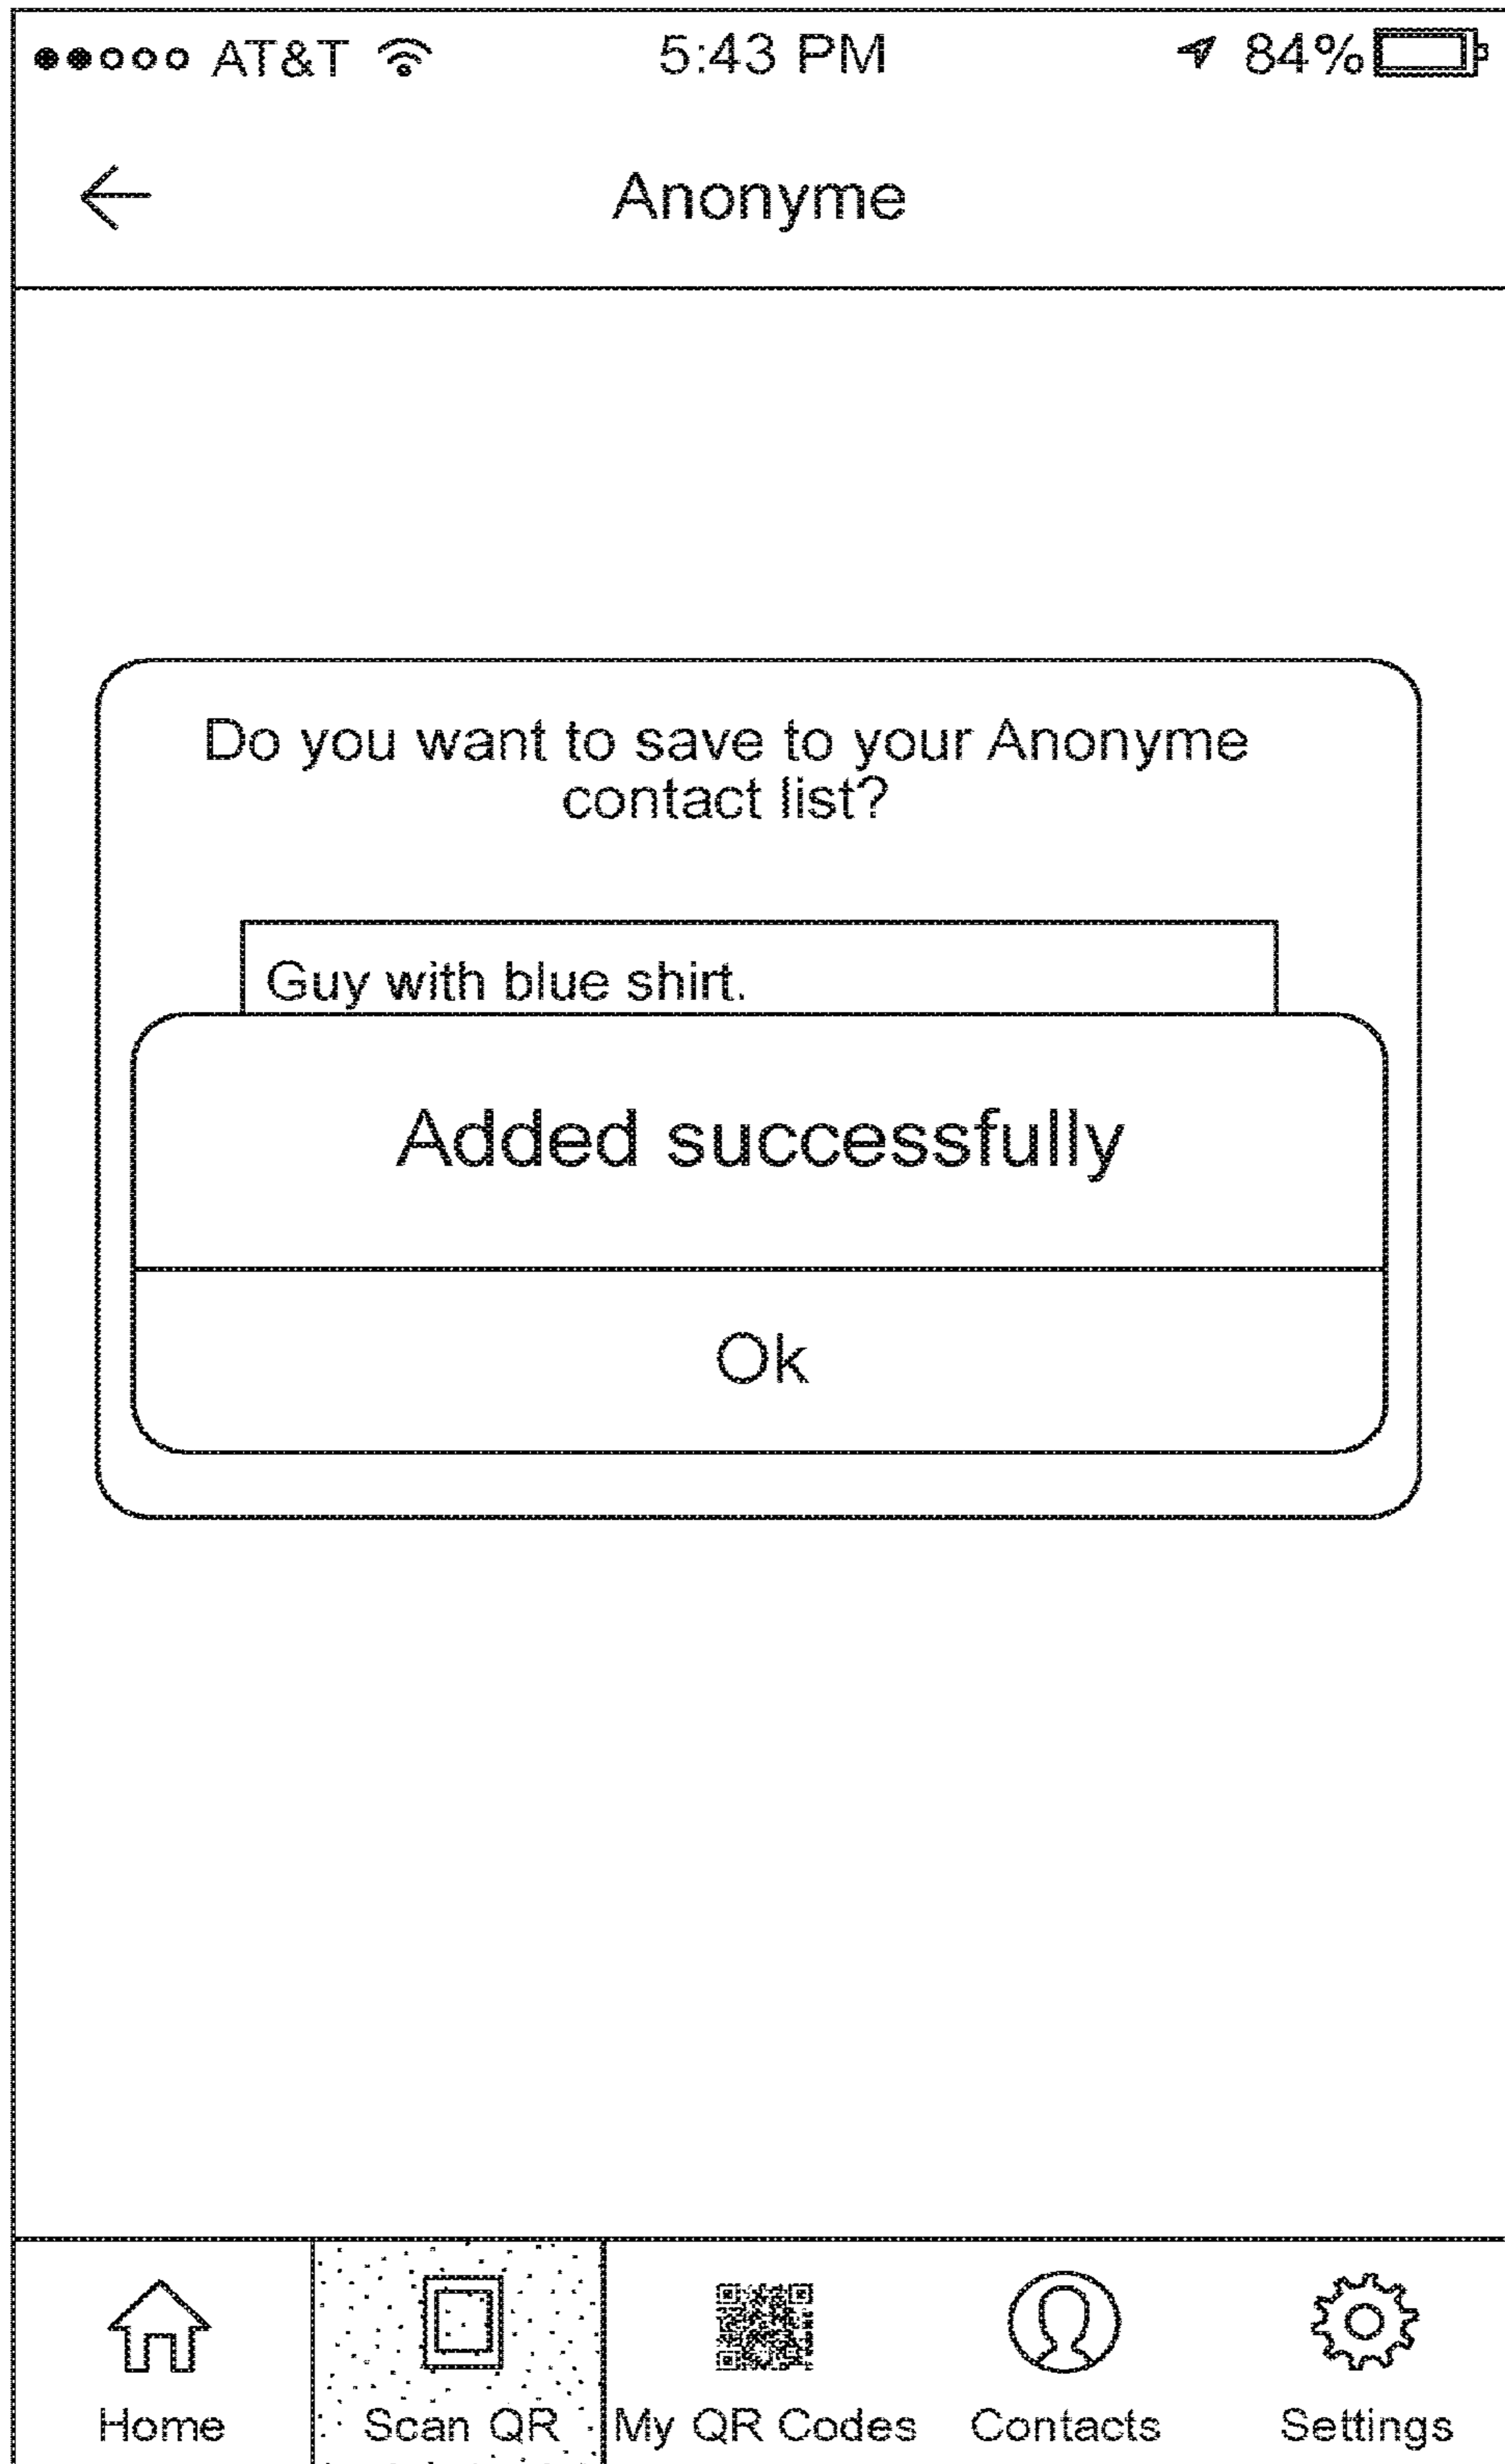 AT&T 5:43 PM 84%
Anonyme
Do you want to save to your Anonyme
contact list?
Guy with blue shirt.
Added successfully
Ok
Home Scan QR My QR Codes Contacts Settings